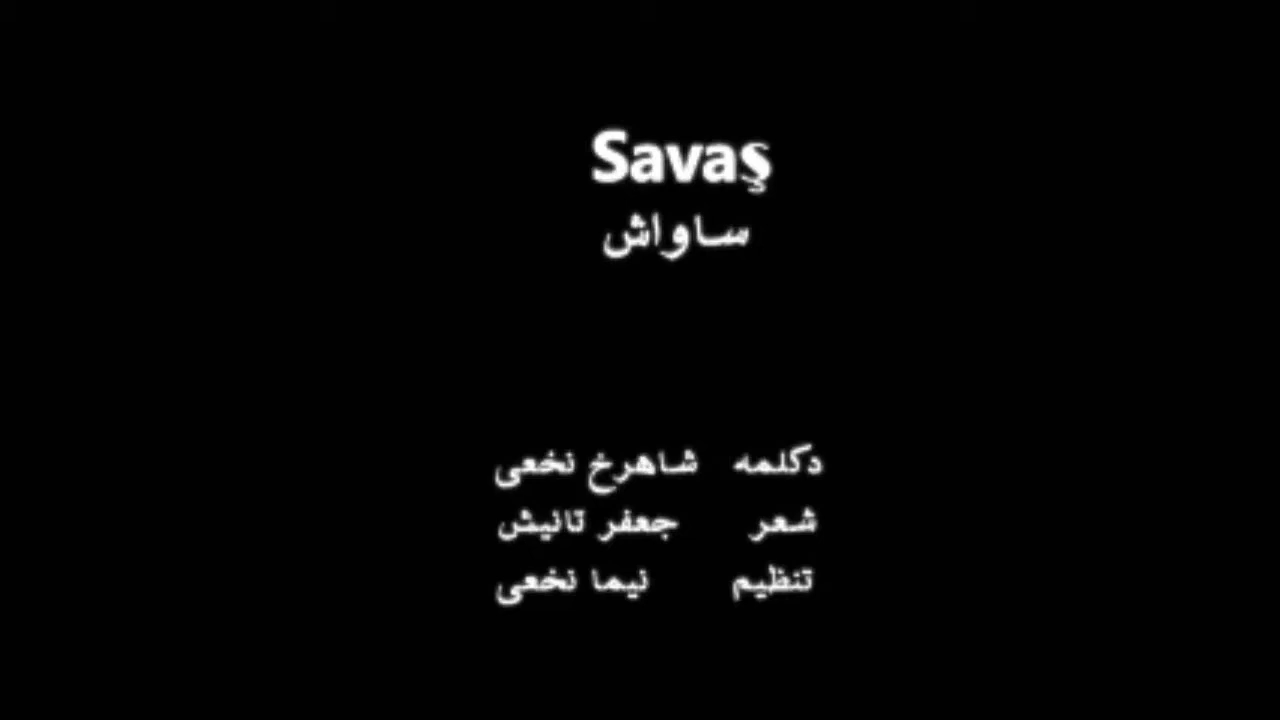 Savaş
ساواش
دکلمه شاهرخ نخعی
شعر جعفر تانیش
تنظیم نیما نخعی